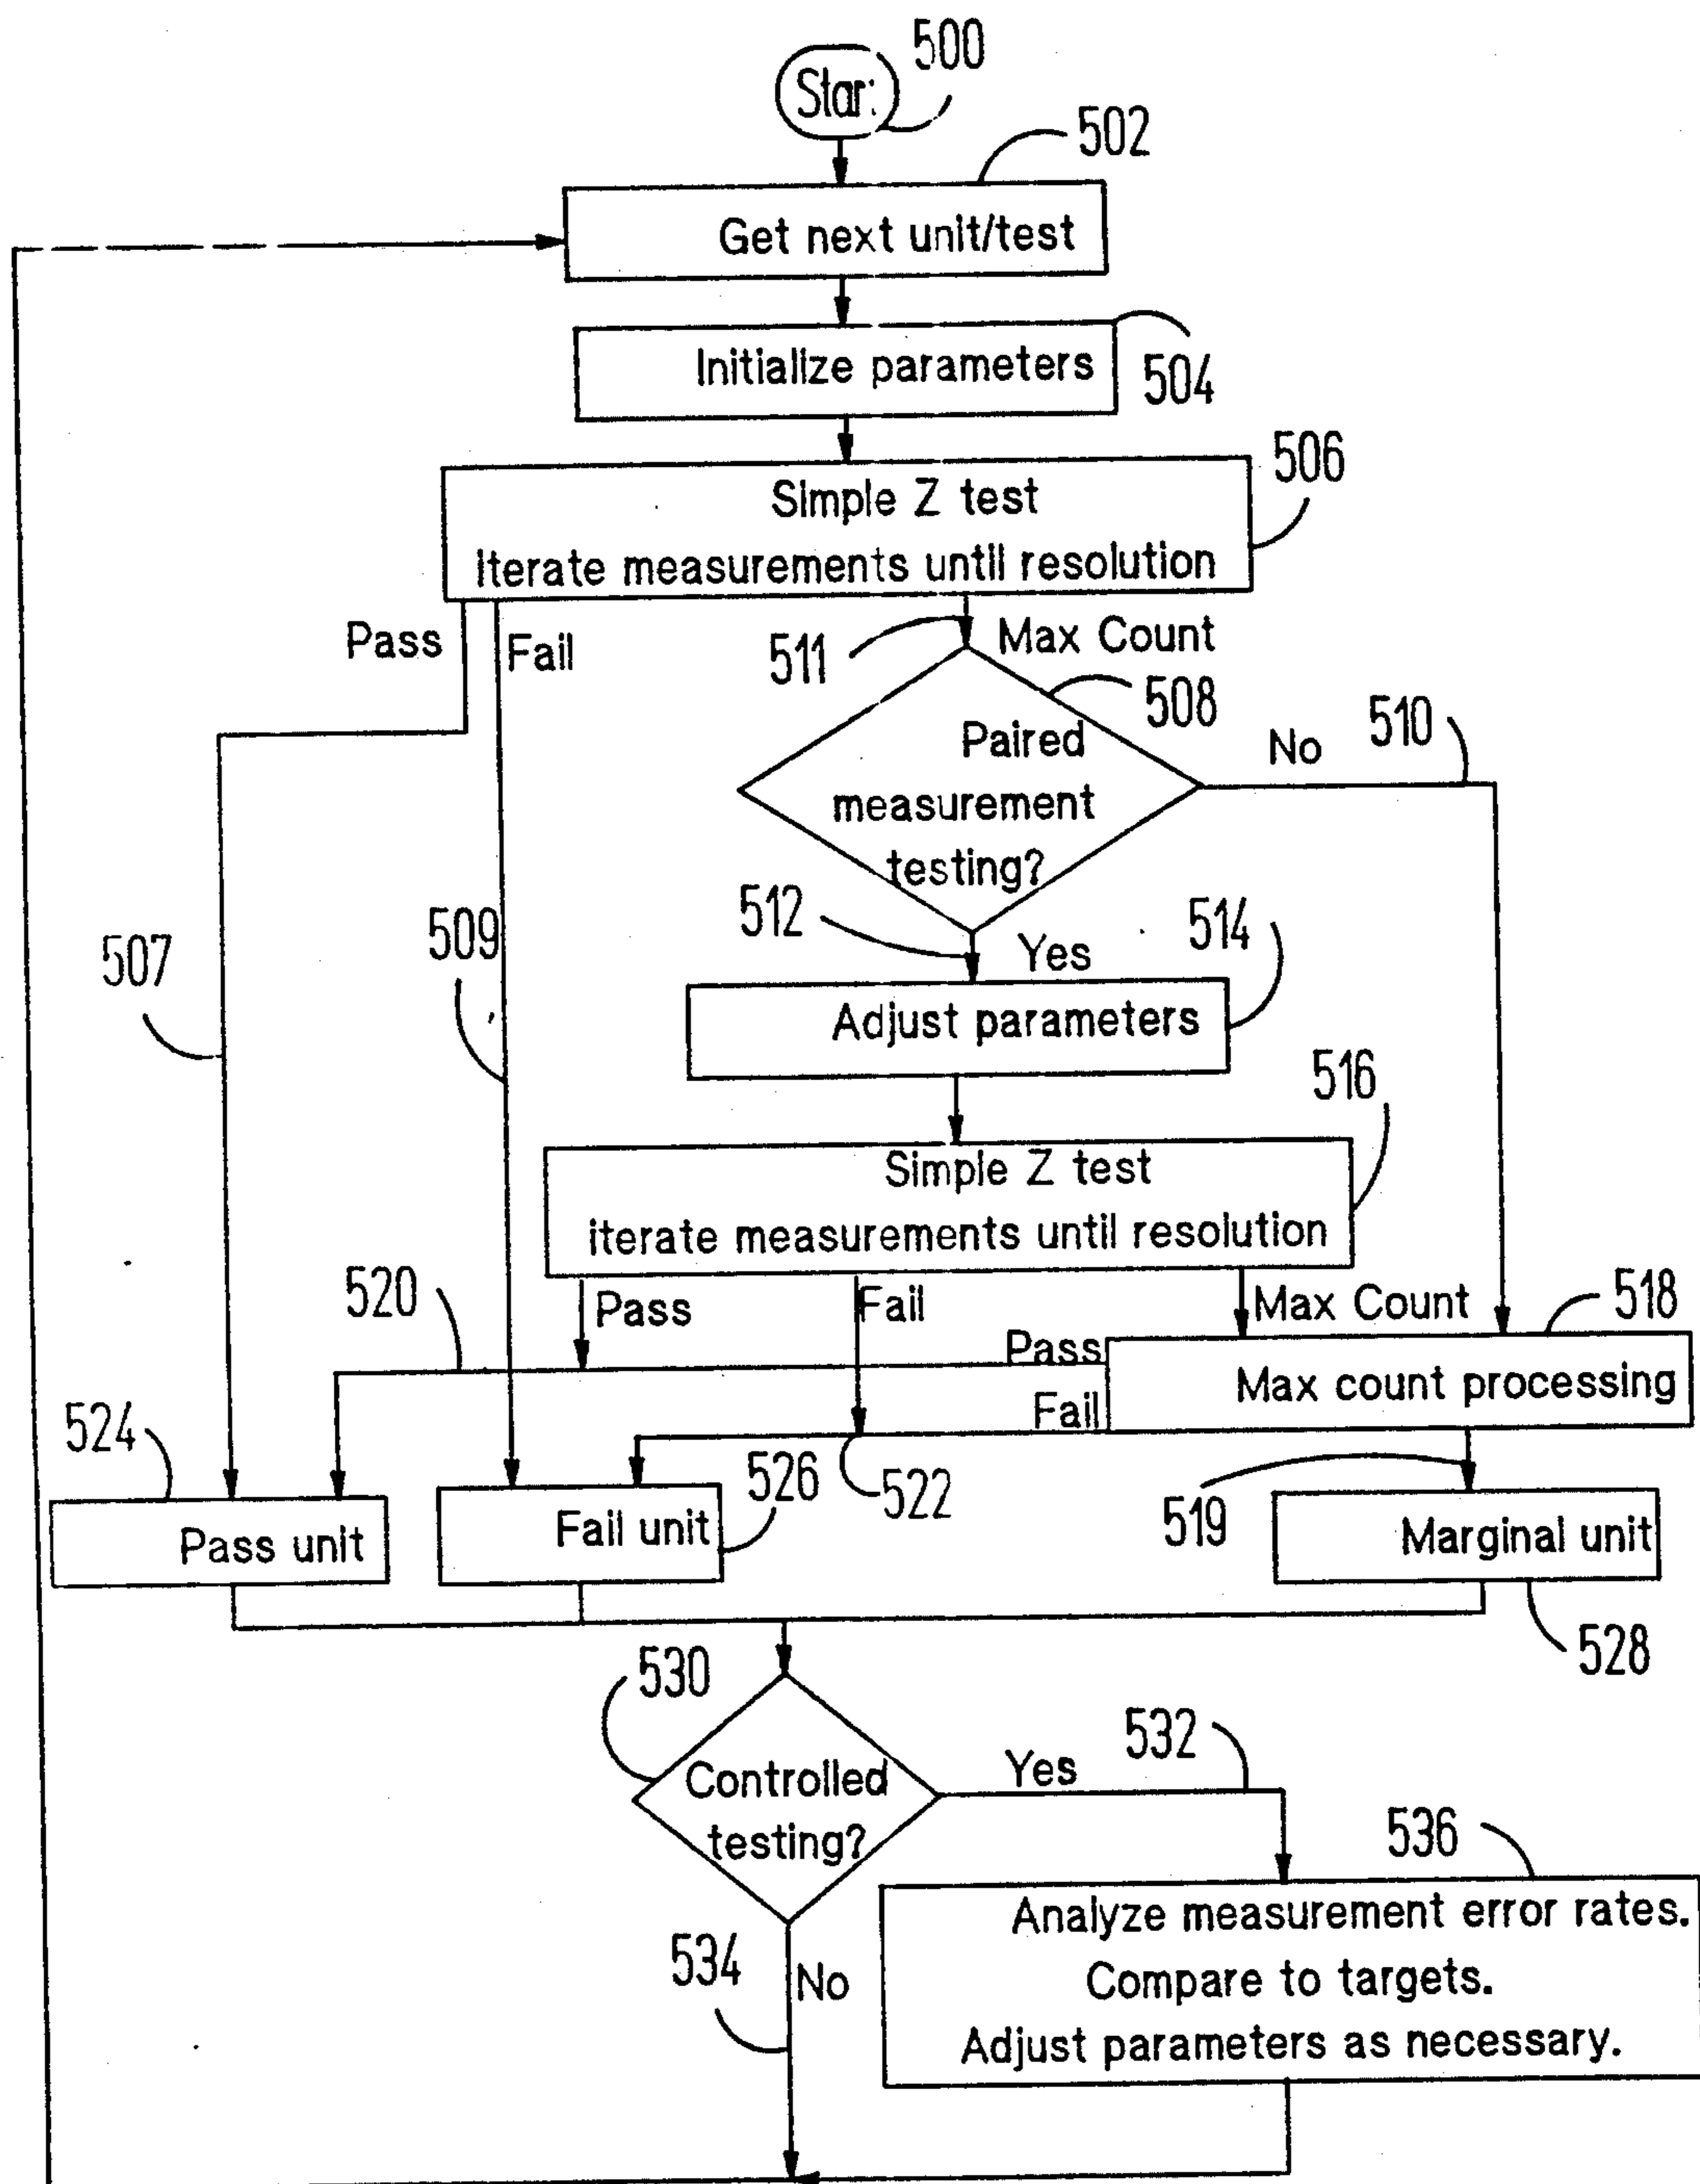 500
Star:
502
Get next unit/test
Initialize parameters
504
506
Simple Z test
Iterate measurements until resolution
Pass
Fail
511
Max Count
508
510
No
Paired
measurement
testing?
507
509
512
Yes
514
Adjust parameters
516
Simple Z test
iterate measurements until resolution
520
Pass
Fail
Max Count
518
Pass
Max count processing
Fail
524
526
522
519
Pass unit
Fail unit
Marginal unit
528
530
532
Yes
Controlled
testing?
536
534
No
Analyze measurement error rates.
Compare to targets.
Adjust parameters as necessary.